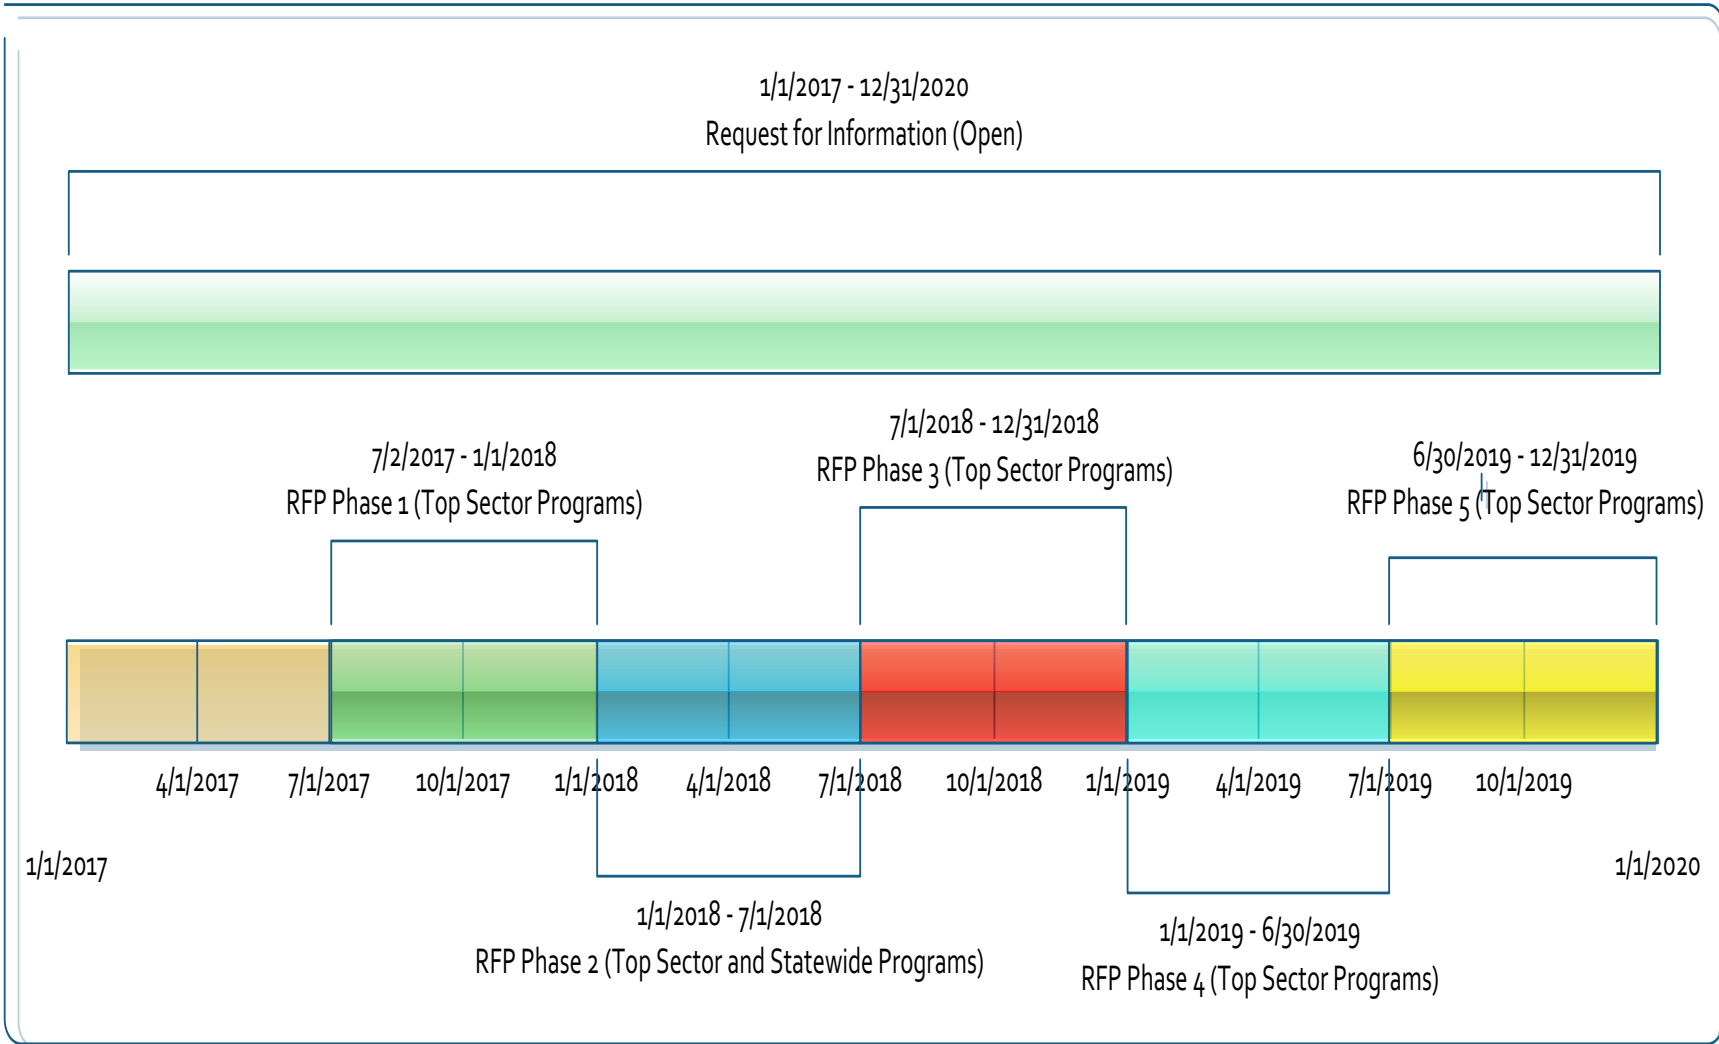 1/1/2017 - 12/31/2020
Request for Information (Open)
7/1/2018 - 12/31/2018
RFP Phase 3 (Top Sector Programs)
7/2/2017 - 1/1/2018
RFP Phase 1 (Top Sector Programs)
6/30/2019 - 12/31/2019
RFP Phase 5 (Top Sector Programs)
4/1/2017 7/1/2017 10/1/2017 1/1/2018 4/1/2018 7/1/2018 10/1/2018 1/1/2019 4/1/2019 7/1/2019 10/1/2019
1/1/2017 1/1/2020
1/1/2018 - 7/1/2018
RFP Phase 2 (Top Sector and Statewide Programs)
1/1/2019 - 6/30/2019
RFP Phase 4 (Top Sector Programs)